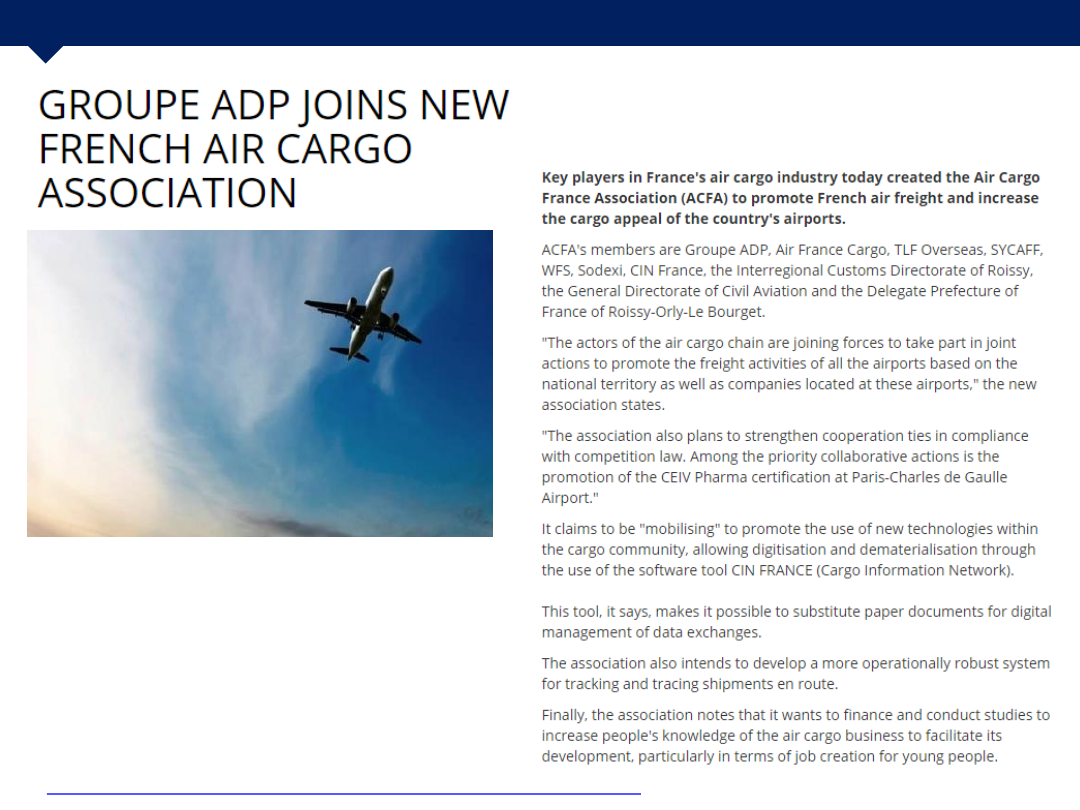 GROUPE ADP JOINS NEW
FRENCH AIR CARGO
ASSOCIATION
Key players in France's air cargo industry today created the Air Cargo
France Association (ACFA) to promote French air freight and increase
the cargo appeal of the country's airports.
ACFA's members are Groupe ADP, Air France Cargo, TLF Overseas, SYCAFF,
WFS, Sodexi, CIN France, the Interregional Customs Directorate of Roissy,
the General Directorate of Civil Aviation and the Delegate Prefecture of
France of Roissy-Orly-Le Bourget.
"The actors of the air cargo chain are joining forces to take part in joint
actions to promote the freight activities of all the airports based on the
national territory as well as companies located at these airports," the new
association states.
"The association also plans to strengthen cooperation ties in compliance
with competition law. Among the priority collaborative actions is the
promotion of the CEIV Pharma certification at Paris-Charles de Gaulle
Airport."
It claims to be "mobilising" to promote the use of new technologies within
the cargo community, allowing digitisation and dematerialisation through
the use of the software tool CIN FRANCE (Cargo Information Network).
This tool, it says, makes it possible to substitute paper documents for digital
management of data exchanges.
The association also intends to develop a more operationally robust system
for tracking and tracing shipments en route.
Finally, the association notes that it wants to finance and conduct studies to
increase people's knowledge of the air cargo business to facilitate its
development, particularly in terms of job creation for young people.